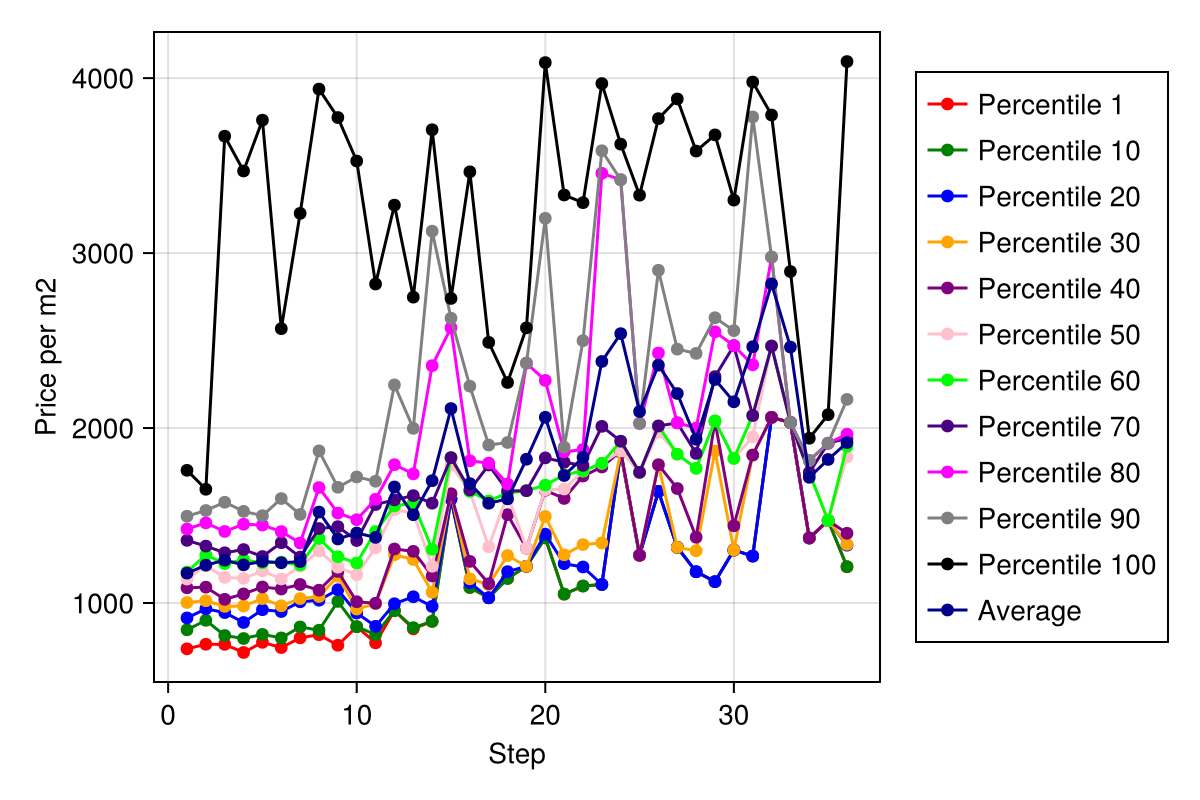 4000
3000
2000
1000
Price per m2
0 10 20 30
Step
Percentile 1
Percentile 10
Percentile 20
Percentile 30
Percentile 40
Percentile 50
Percentile 60
Percentile 70
Percentile 80
Percentile 90
Percentile 100
Average